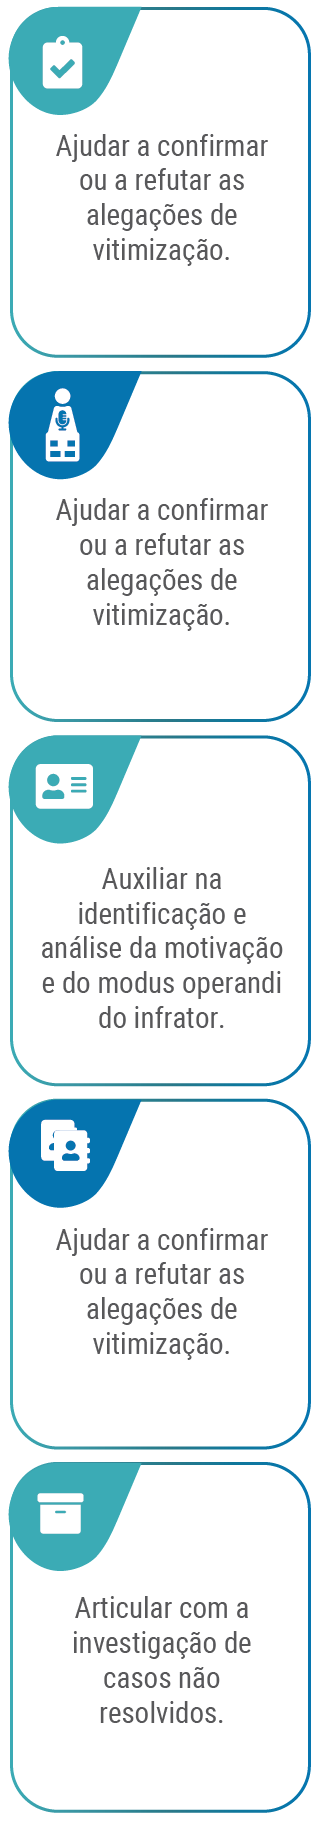 Ajudar a confirmar
ou a refutar as
alegações de
vitimização.
Ajudar a confirmar
ou a refutar as
alegações de
vitimização.
Auxiliar na
identificação e
análise da motivação
e do modus operandi
do infrator.
Ajudar a confirmar
ou a refutar as
alegações de
vitimização.
Articular com a
investigação de
casos não
resolvidos.